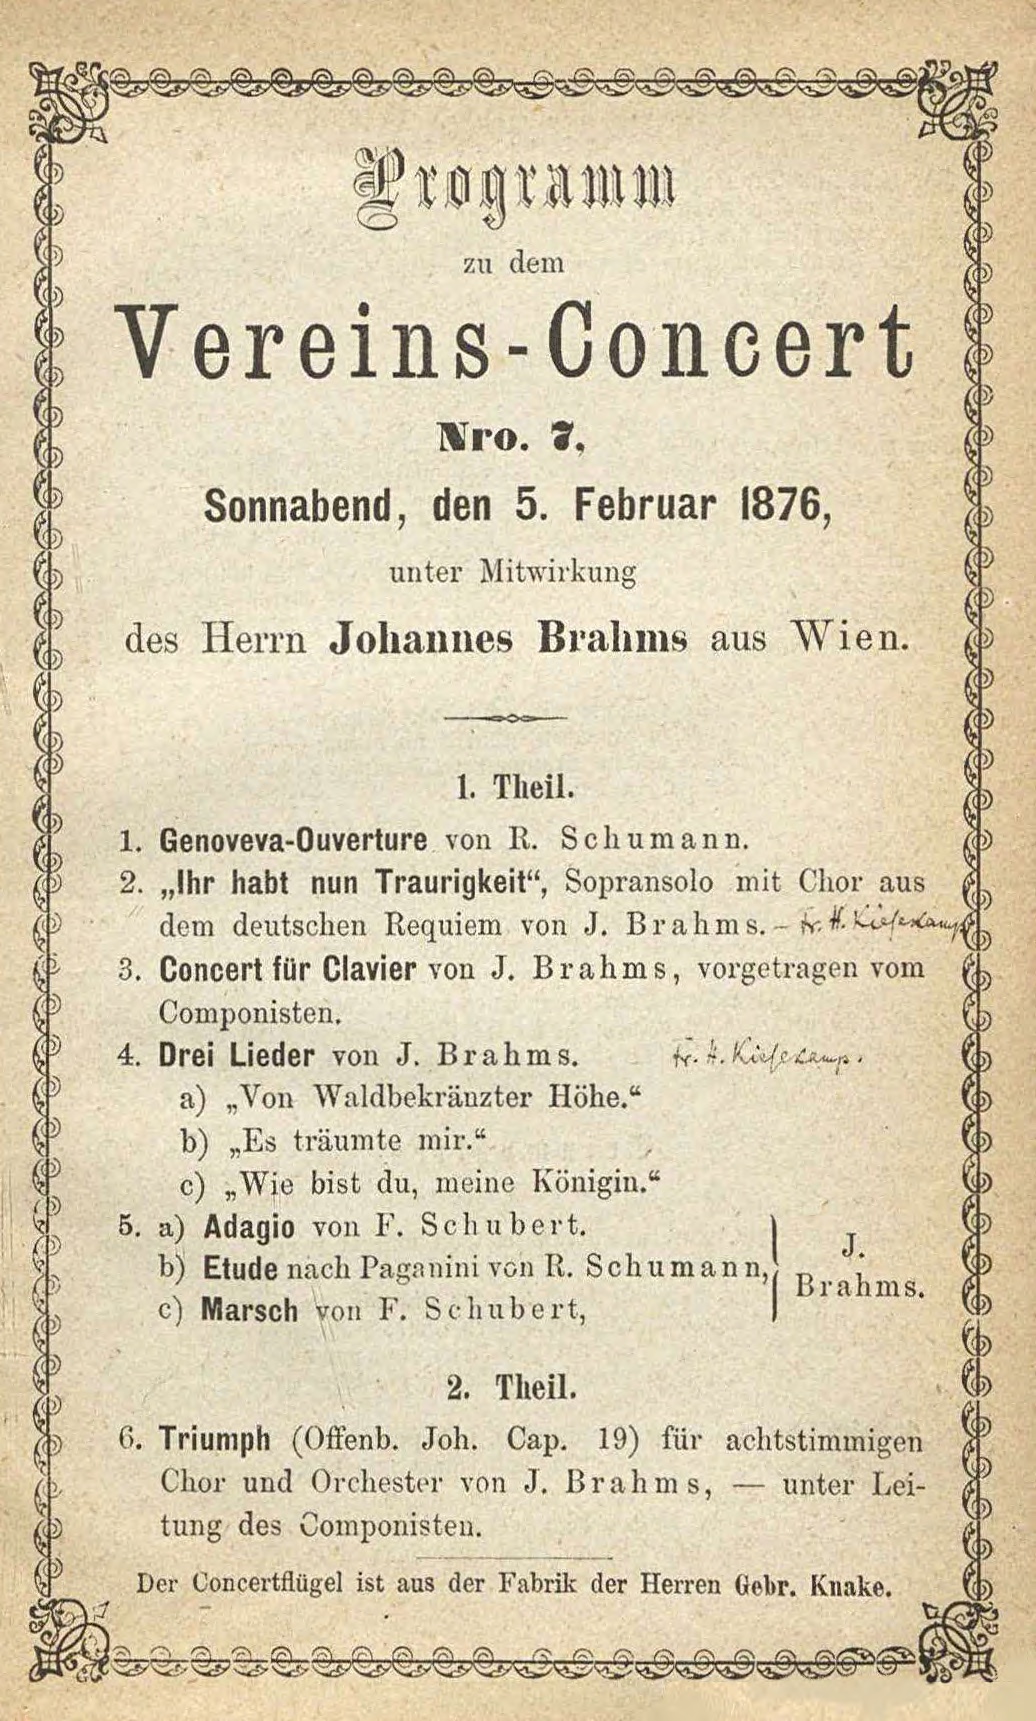 Programm
zu dem
Vereins-Concert
Nro. 7,
Sonnabend, den 5. Februar 1876,
unter Mitwirkung
des Herrn Johannes Brahms aus Wien.
1. Theil.
1. Genoveva-Ouverture von R. Schumann.
2. „Ihr habt nun Traurigkeit“, Sopransolo mit Chor aus
dem deutschen Requiem von J. Brahms. – Fr. H. Kiesekamp
3. Concert für Clavier von J. Brahms, vorgetragen vom
Componisten.
4. Drei Lieder von J. Brahms. Fr. H. Kiesekamp.
a) „Von Waldbekränzter Höhe.“
b) „Es träumte mir.“
c) „Wie bist du, meine Königin.“
5. a) Adagio von F. Schubert.
b) Etude nach Paganini von R. Schumann,
c) Marsch von F. Schubert,
J.
Brahms.
2. Theil.
6. Triumph (Offenb. Joh. Cap. 19) für achtstimmigen
Chor und Orchester von J. Brahms, — unter Lei-
tung des Componisten.
Der Concertflügel ist aus der Fabrik der Herren Gebr. Knake.